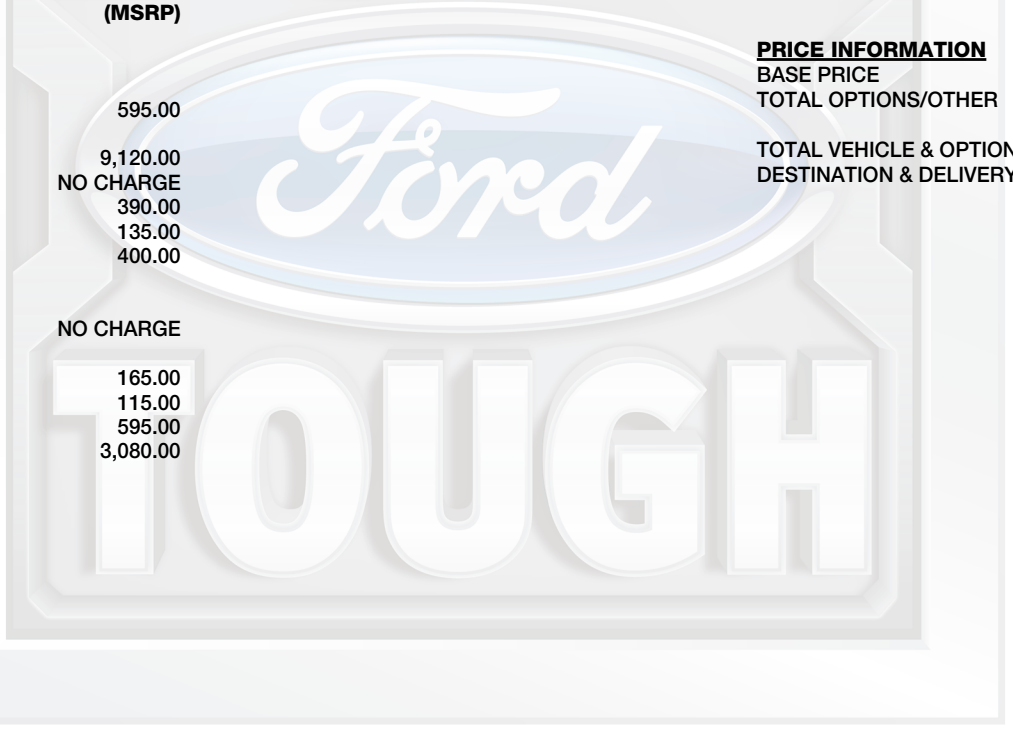 (MSRP)
595.00
9,120.00
NO CHARGE
390.00
135.00
400.00
NO CHARGE
165.00
115.00
595.00
3,080.00
PRICE INFORMATION
BASE PRICE
TOTAL OPTIONS/OTHER
TOTAL VEHICLE & OPTION
DESTINATION & DELIVERY
Ford
TOUGH